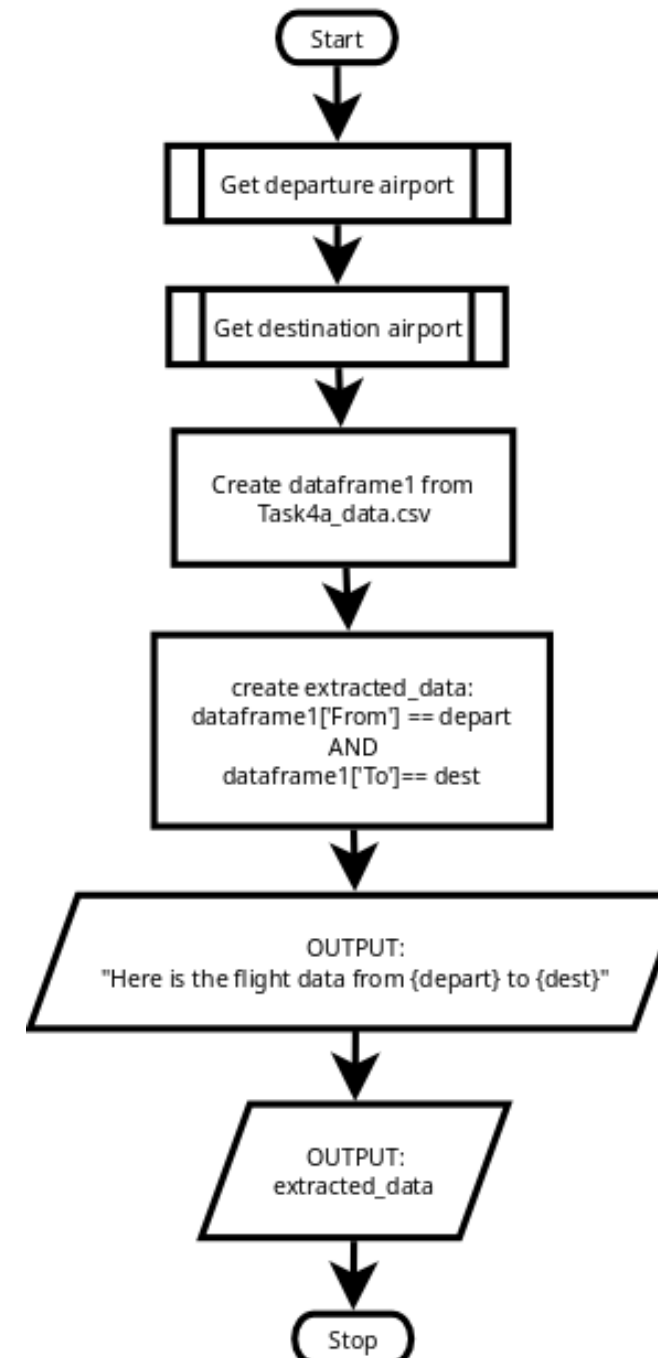 Start
Get departure airport
Get destination airport
Create dataframe1 from
Task4a_data.csv
create extracted_data:
dataframe1['From'] == depart
AND
dataframe1['To']== dest
OUTPUT:
"Here is the flight data from {depart} to {dest}"
OUTPUT:
extracted_data
Stop